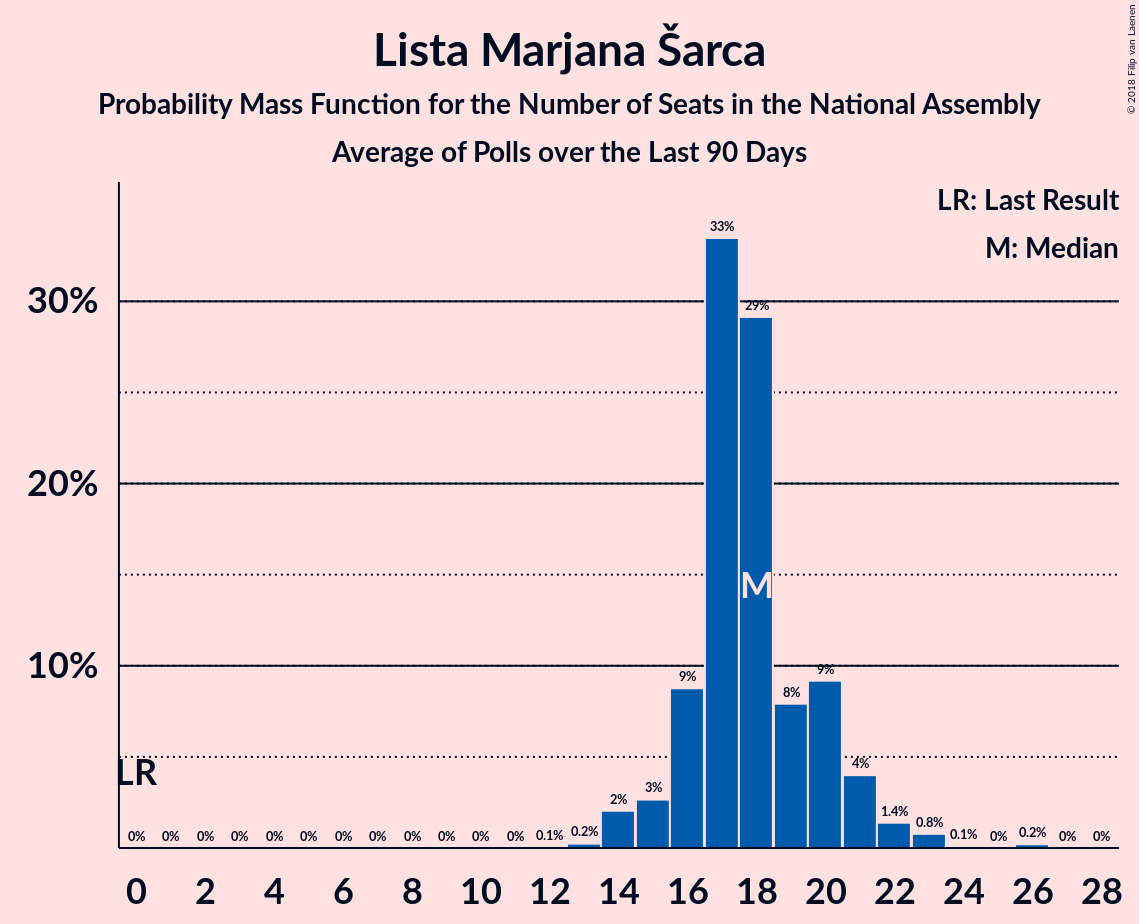 Lista Marjana Šarca
Probability Mass Function for the Number of Seats in the National Assembly
Average of Polls over the Last 90 Days
© 2018 Filip van Laenen
LR: Last Result
M: Median
33%
30%
29%
20%
M
10%
9%
9%
8%
LR
4%
3%
2%
1.4%
0.8%
0% 0% 0% 0% 0% 0% 0% 0% 0% 0% 0% 0% 0.1% 0.2% 0.1% 0% 0.2% 0% 0%
0 2 4 6 8 10 12 14 16 18 20 22 24 26 28